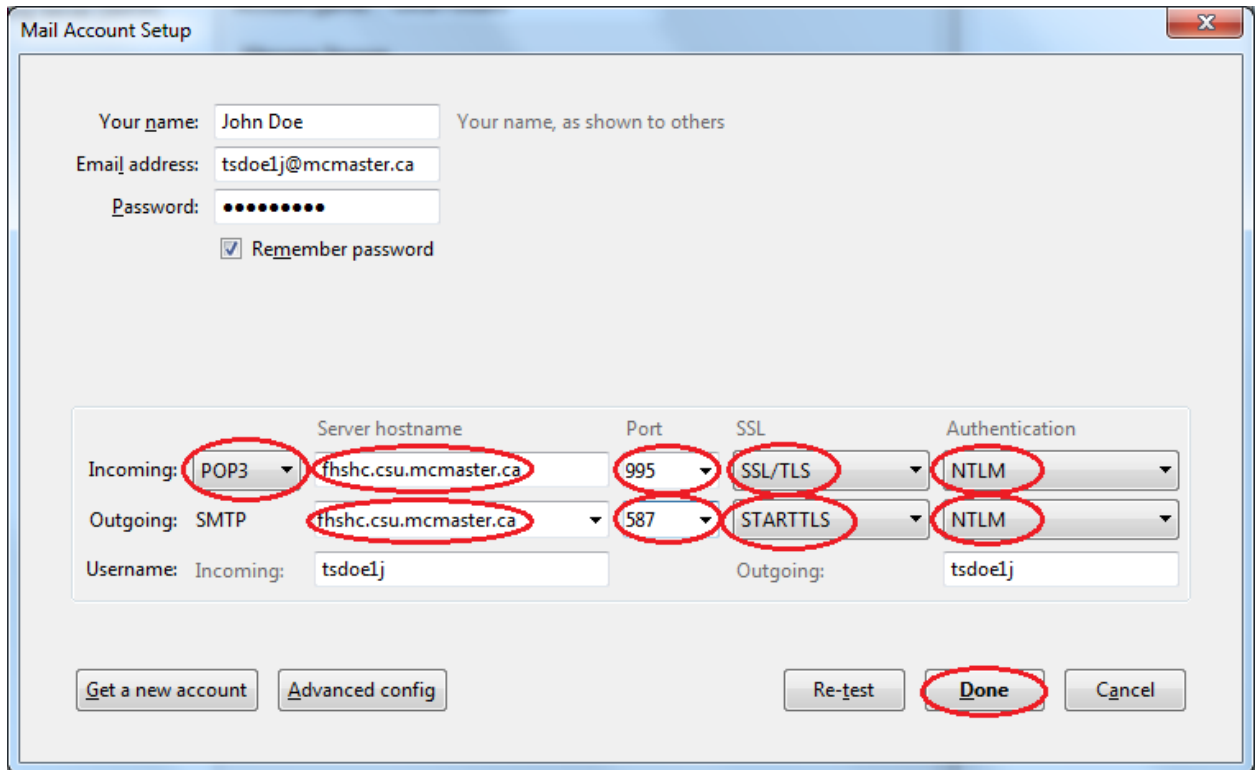 Mail Account Setup
Your name: John Doe Your name, as shown to others
Email address: tsdoe1j@mcmaster.ca
Password: •••••••••
Remember password
Server hostname Port SSL Authentication
Incoming: POP3 fhshc.csu.mcmaster.ca 995 SSL/TLS NTLM
Outgoing: SMTP fhshc.csu.mcmaster.ca 587 STARTTLS NTLM
Username: Incoming: tsdoe1j Outgoing: tsdoe1j
Get a new account Advanced config Re-test Done Cancel